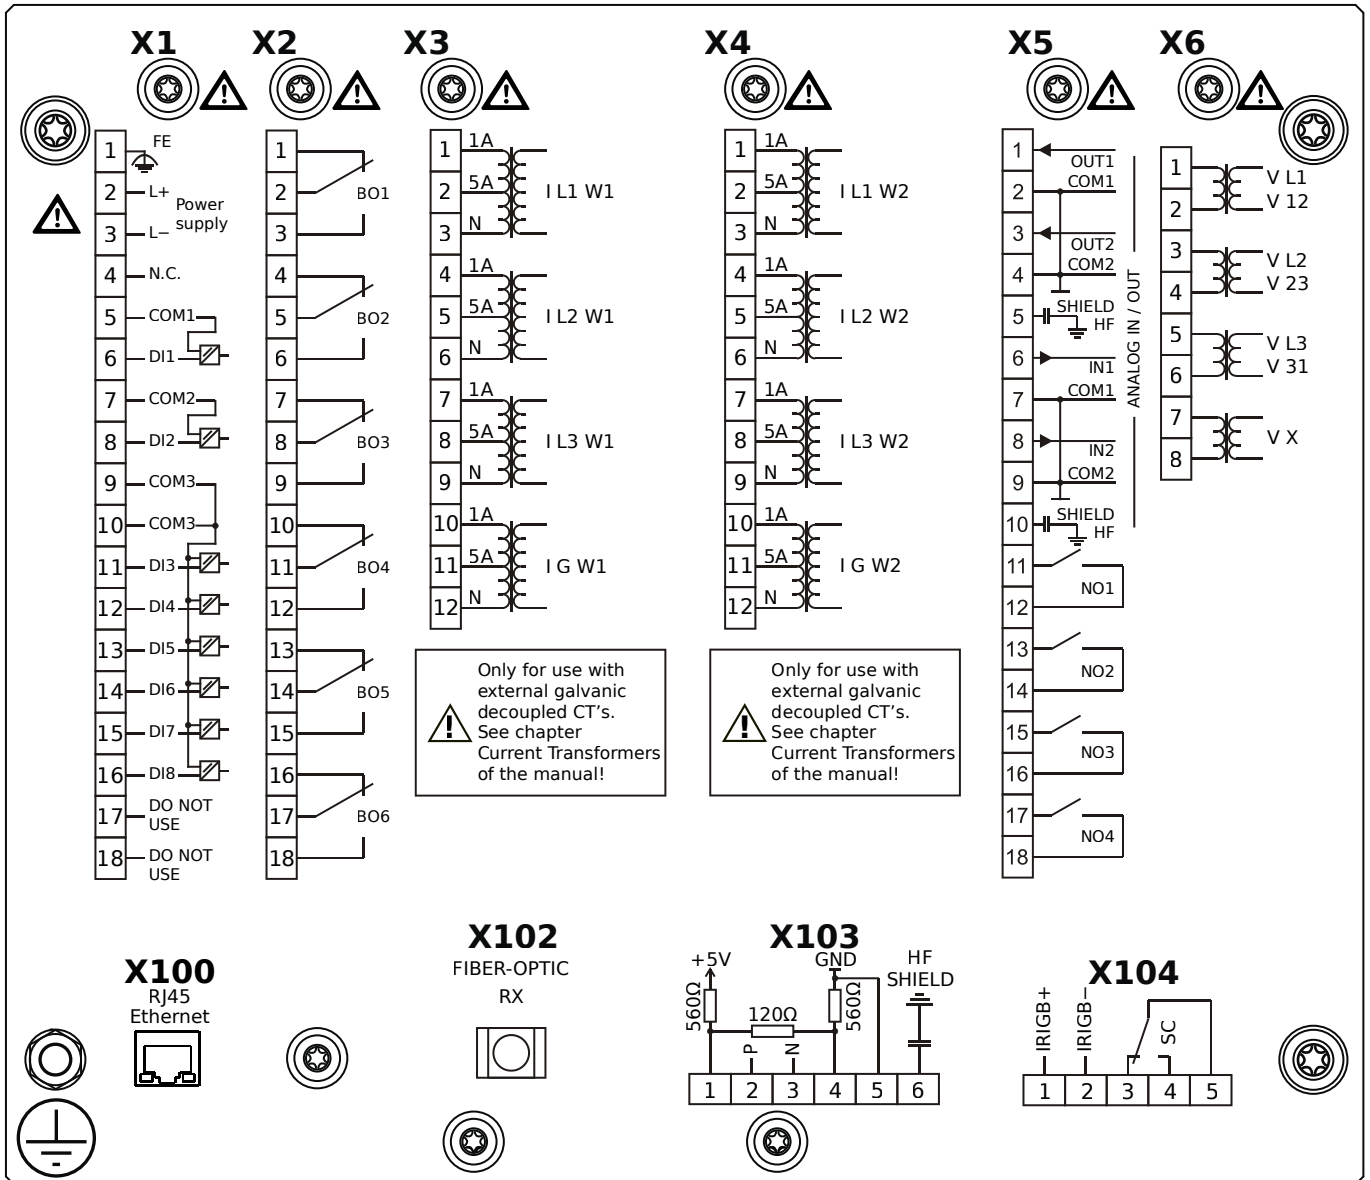 X1
X2
X3
X4
X5
X6
1 FE
2 L+ Power
supply
3 L−
4 N.C.
5 COM1
6 DI1
7 COM2
8 DI2
9 COM3
10 COM3
11 DI3
12 DI4
13 DI5
14 DI6
15 DI7
16 DI8
17 DO NOT
USE
18 DO NOT
USE
1
2 BO1
3
4
5 BO2
6
7
8 BO3
9
10
11 BO4
12
13
14 BO5
15
16
17 BO6
18
1 1A
2 5A I L1 W1
3 N
4 1A
5 5A I L2 W1
6 N
7 1A
8 5A I L3 W1
9 N
10 1A
11 5A I G W1
12 N
Only for use with
external galvanic
decoupled CT's.
See chapter
Current Transformers
of the manual!
1 1A
2 5A I L1 W2
3 N
4 1A
5 5A I L2 W2
6 N
7 1A
8 5A I L3 W2
9 N
10 1A
11 5A I G W2
12 N
Only for use with
external galvanic
decoupled CT's.
See chapter
Current Transformers
of the manual!
1 OUT1
2 COM1
3 OUT2
4 COM2
5 SHIELD
HF
6 IN1
7 COM1
8 IN2
9 COM2
10 SHIELD
HF
ANALOG IN / OUT
11
NO1
12
13
NO2
14
15
NO3
16
17
NO4
18
1 V L1
2 V 12
3 V L2
4 V 23
5 V L3
6 V 31
7
V X
8
X100
RJ45
Ethernet
X102
FIBER-OPTIC
RX
X103
+5V
GND
HF
SHIELD
560Ω
120Ω
560Ω
P
N
1 2 3 4 5 6
X104
IRIGB+
IRIGB−
SC
1 2 3 4 5